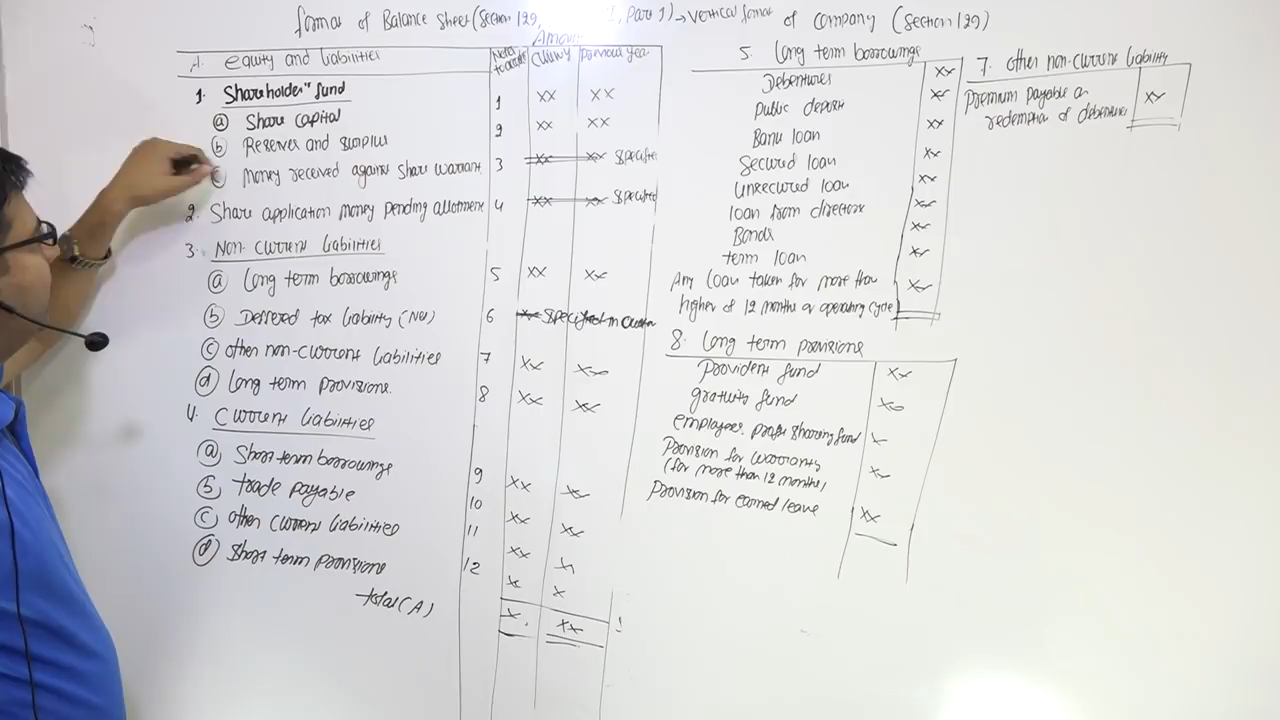 format of Balance Sheet (Section 129, 1, Part 1) → vertical format of company (Section 129)
A. equity and liabilities
Amount
current
previous year
1. Shareholder" fund
1 xx xx
a Share capital
2 xx xx
b Reserves and surplus
c Money received against share warrant 3 xx xx specified
2. Share application money pending allotment 4 xx xx specified
3. Non-current liabilities
a long term borrowings 5 xx xx
b Deffered tax liability (Net) 6 xx specified in
c other non-current liabilities 7 xx xx
d long term provisions. 8 xx xx
4. Current liabilities
a Short term borrowings 9 xx xx
b trade payable 10 xx xx
c other current liabilities 11 xx x
d short term provisions 12 x x
total (A) x xx
5. long term borrowings
Debentures xx
Public deposit xx
Bank loan xx
Secured loan xx
unsecured loan xx
loan from directors xx
Bonds xx
term loan xx
Any loan taken for more than xx
higher of 12 months or operating cycle
7. other non-current liability
Premium payable on xx
redemption of debentures
8. long term provisions
Provident fund xx
gratuity fund xx
employees profit sharing fund x
Provision for warranty xx
(for more than 12 months)
Provision for earned leave xx